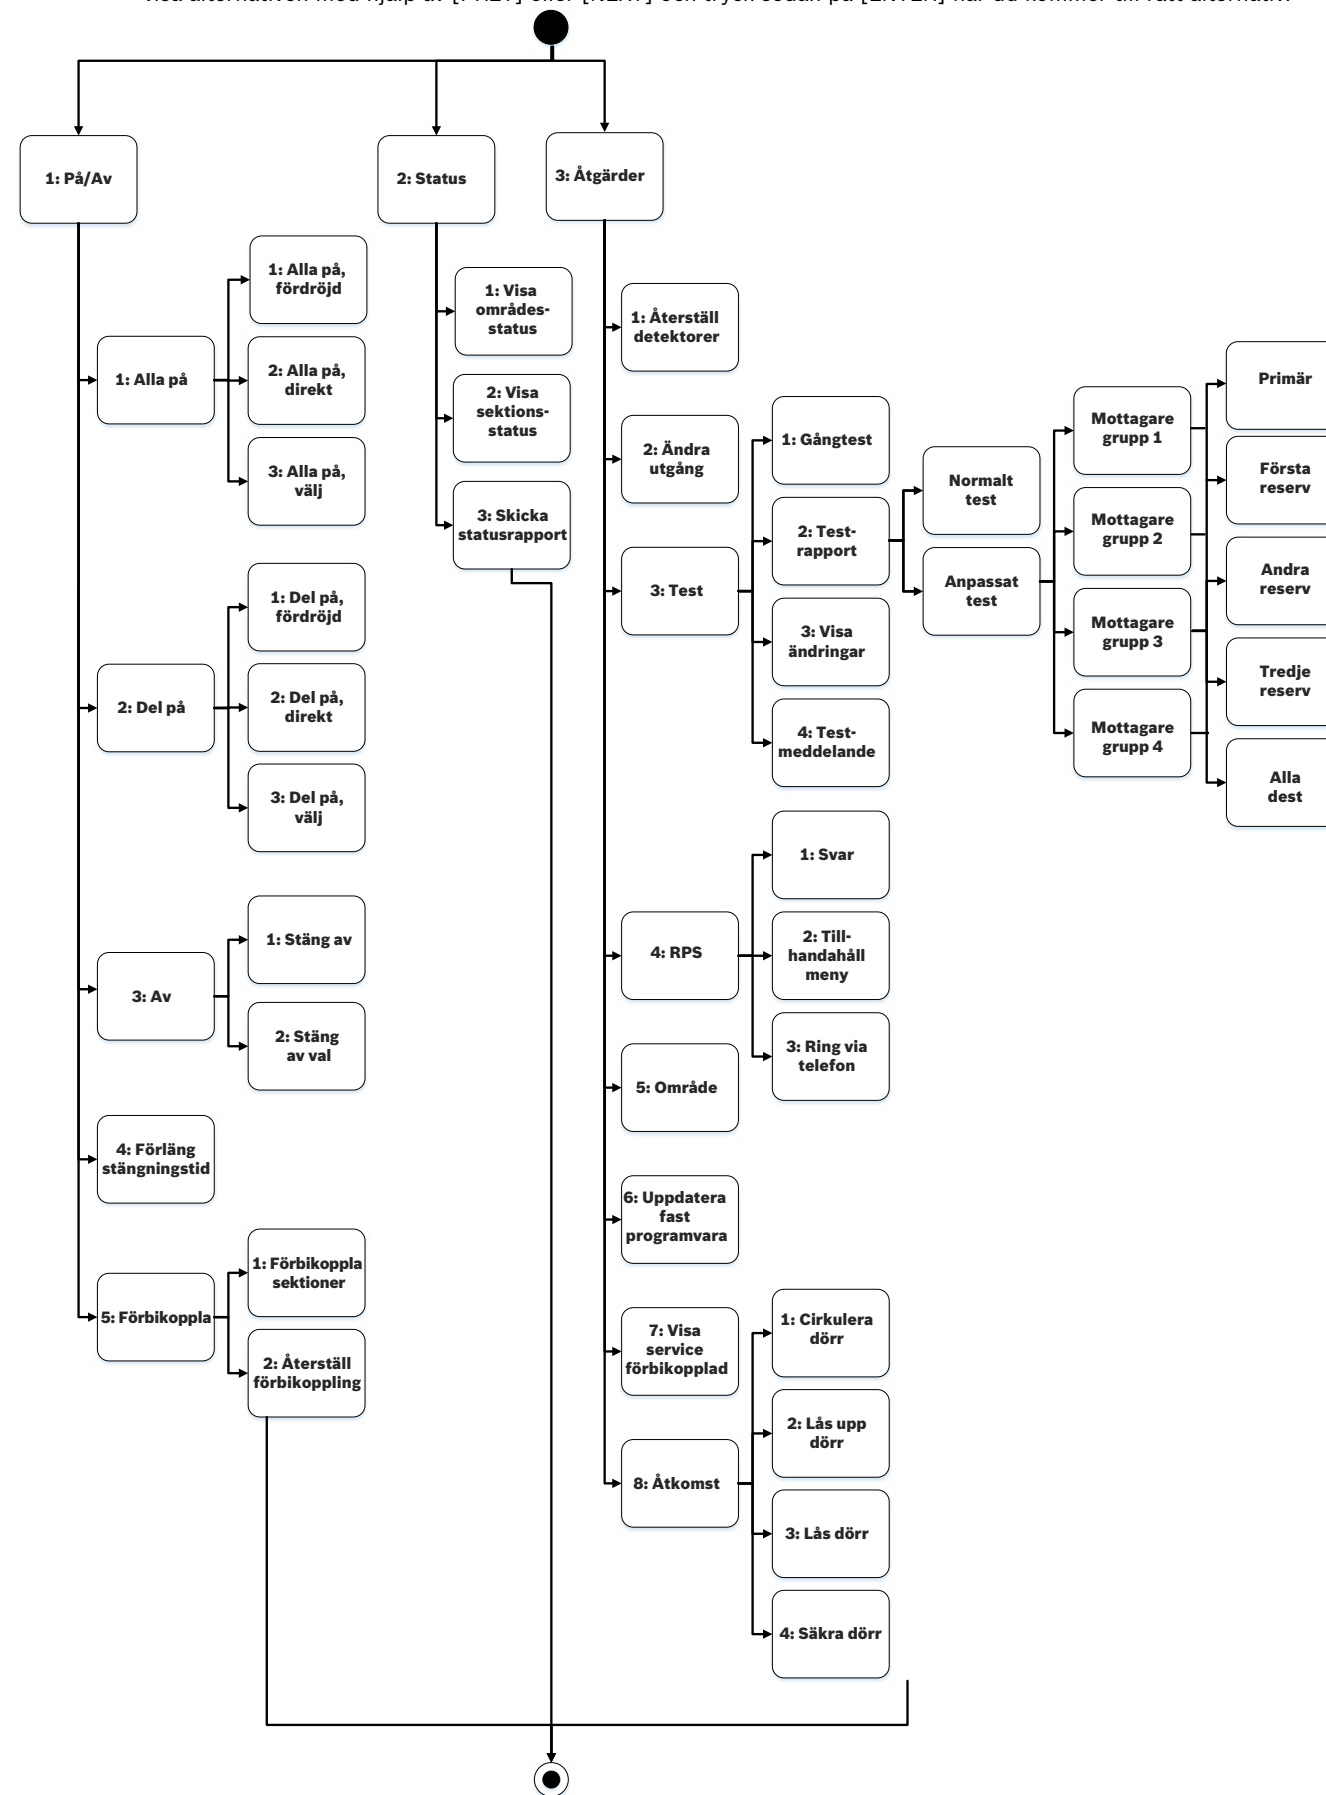 1: På/Av
2: Status
3: Åtgärder
1: Alla på
1: Alla på,
fördröjd
2: Alla på,
direkt
3: Alla på,
välj
2: Del på
1: Del på,
fördröjd
2: Del på,
direkt
3: Del på,
välj
3: Av
1: Stäng av
2: Stäng
av val
4: Förläng
stängningstid
5: Förbikoppla
1: Förbikoppla
sektioner
2: Återställ
förbikoppling
1: Visa
områdes-
status
2: Visa
sektions-
status
3: Skicka
statusrapport
1: Återställ
detektorer
2: Ändra
utgång
3: Test
1: Gångtest
2: Test-
rapport
Normalt
test
Anpassat
test
Mottagare
grupp 1
Mottagare
grupp 2
Mottagare
grupp 3
Mottagare
grupp 4
Primär
Första
reserv
Andra
reserv
Tredje
reserv
Alla
dest
3: Visa
ändringar
4: Test-
meddelande
4: RPS
1: Svar
2: Till-
handahåll
meny
3: Ring via
telefon
5: Område
6: Uppdatera
fast
programvara
7: Visa
service
förbikopplad
8: Åtkomst
1: Cirkulera
dörr
2: Lås upp
dörr
3: Lås dörr
4: Säkra dörr